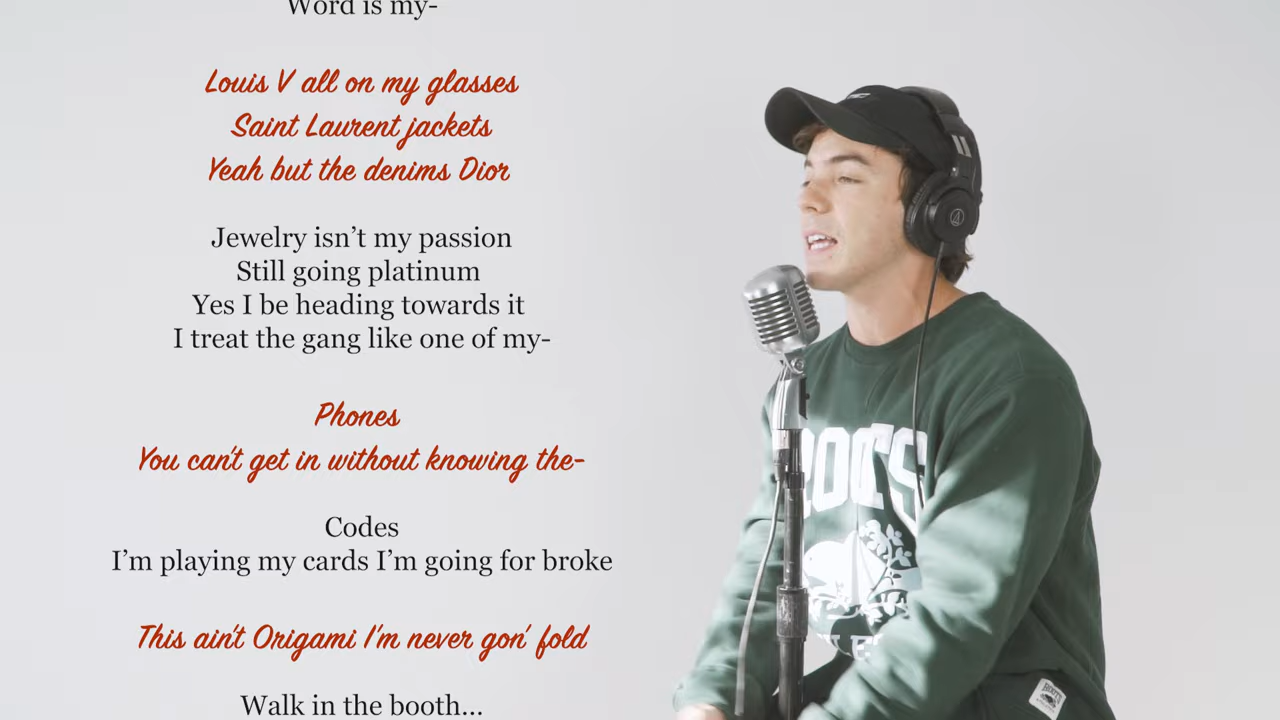 Word is my-
Louis V all on my glasses
Saint Laurent jackets
Yeah but the denims Dior
Jewelry isn’t my passion
Still going platinum
Yes I be heading towards it
I treat the gang like one of my-
Phones
You can't get in without knowing the-
Codes
I’m playing my cards I’m going for broke
This ain't Origami I'm never gon' fold
Walk in the booth...
ROOTS
ROOTS